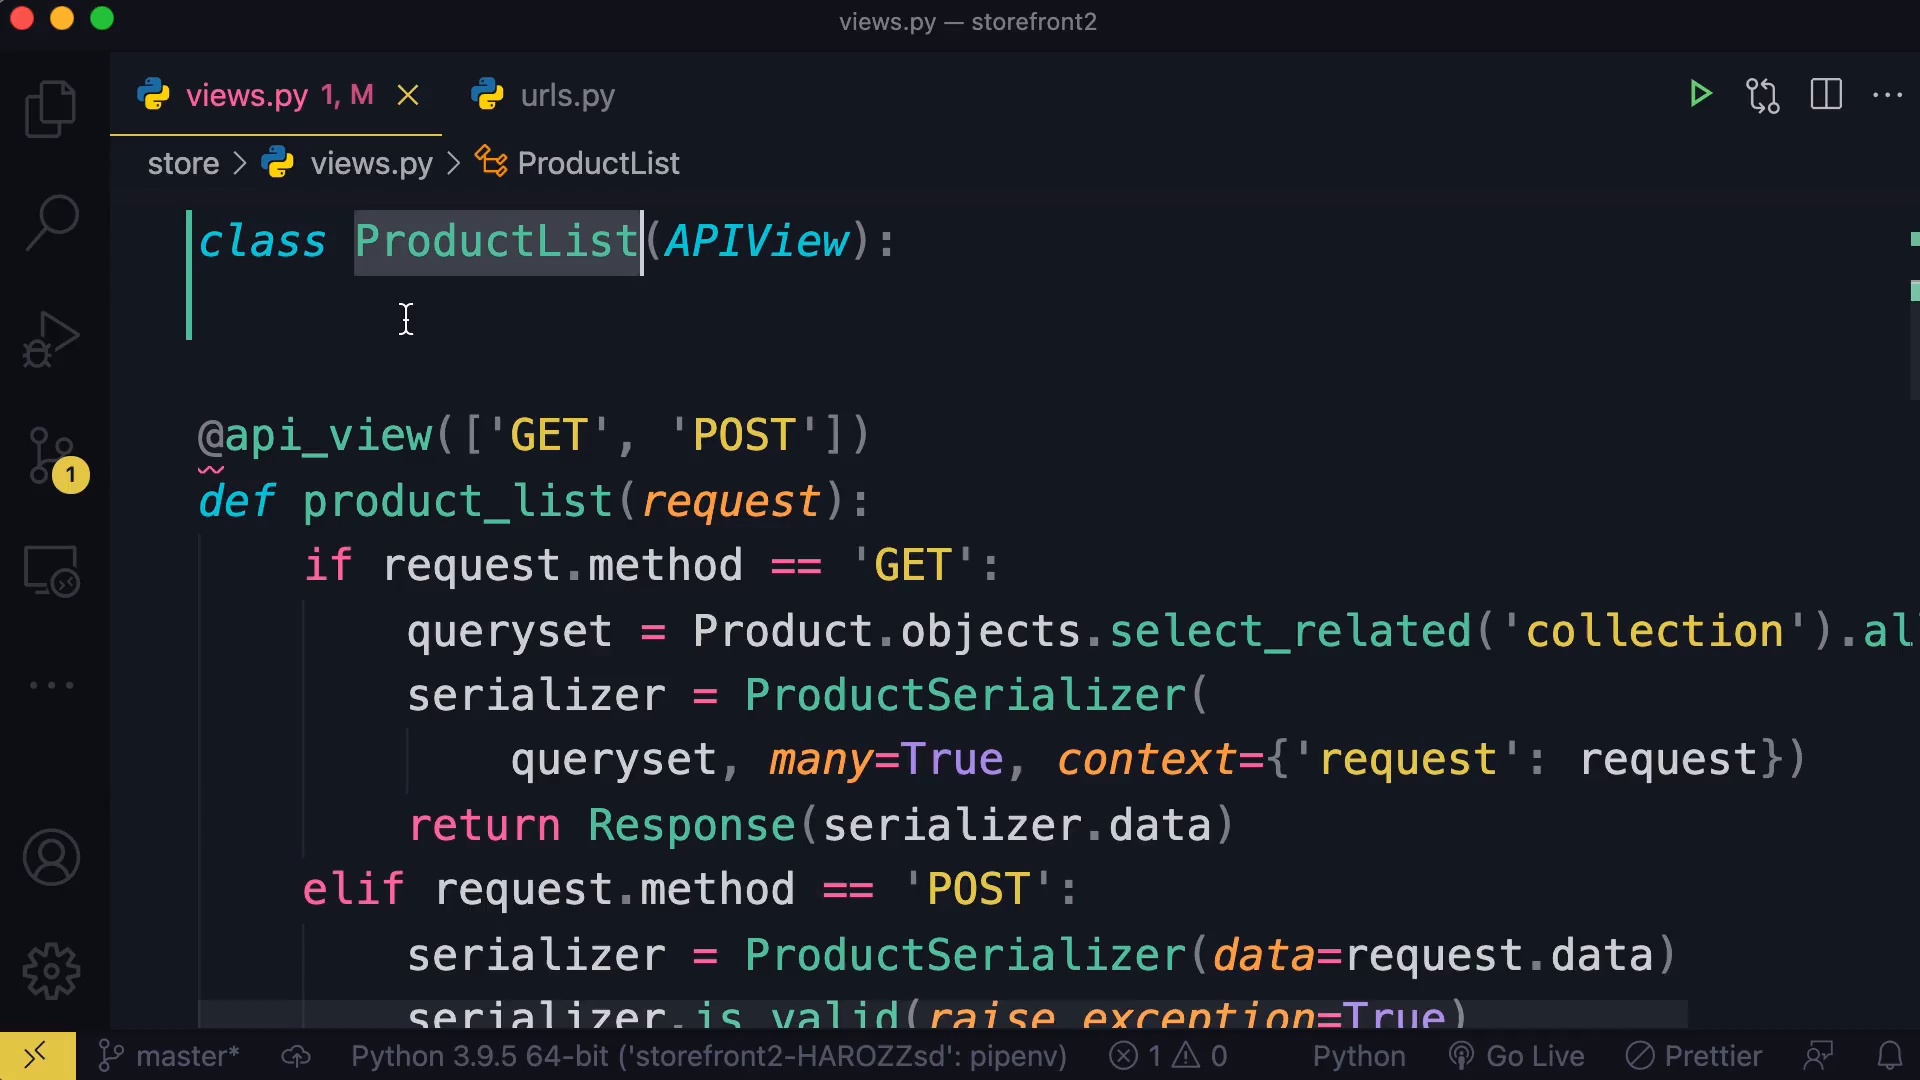 views.py — storefront2
views.py 1, M
urls.py
store > views.py > ProductList
class ProductList(APIView):
@api_view(['GET', 'POST'])
def product_list(request):
if request.method == 'GET':
queryset = Product.objects.select_related('collection').al
serializer = ProductSerializer(
queryset, many=True, context={'request': request})
return Response(serializer.data)
elif request.method == 'POST':
serializer = ProductSerializer(data=request.data)
serializer.is_valid(raise_exception=True)
1
master* Python 3.9.5 64-bit ('storefront2-HAROZZsd': pipenv) 1 0 Python Go Live Prettier